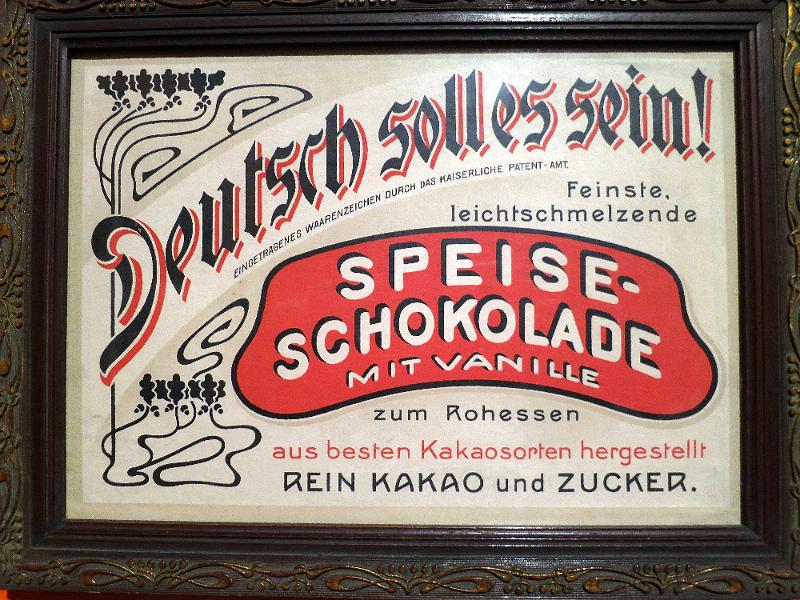 Deutsch soll es sein!
EINGETRAGENES WAARENZEICHEN DURCH DAS KAISERLICHE PATENT-AMT.
Feinste,
leichtschmelzende
SPEISE-
SCHOKOLADE
MIT VANILLE
zum Rohessen
aus besten Kakaosorten hergestellt
REIN KAKAO und ZUCKER.